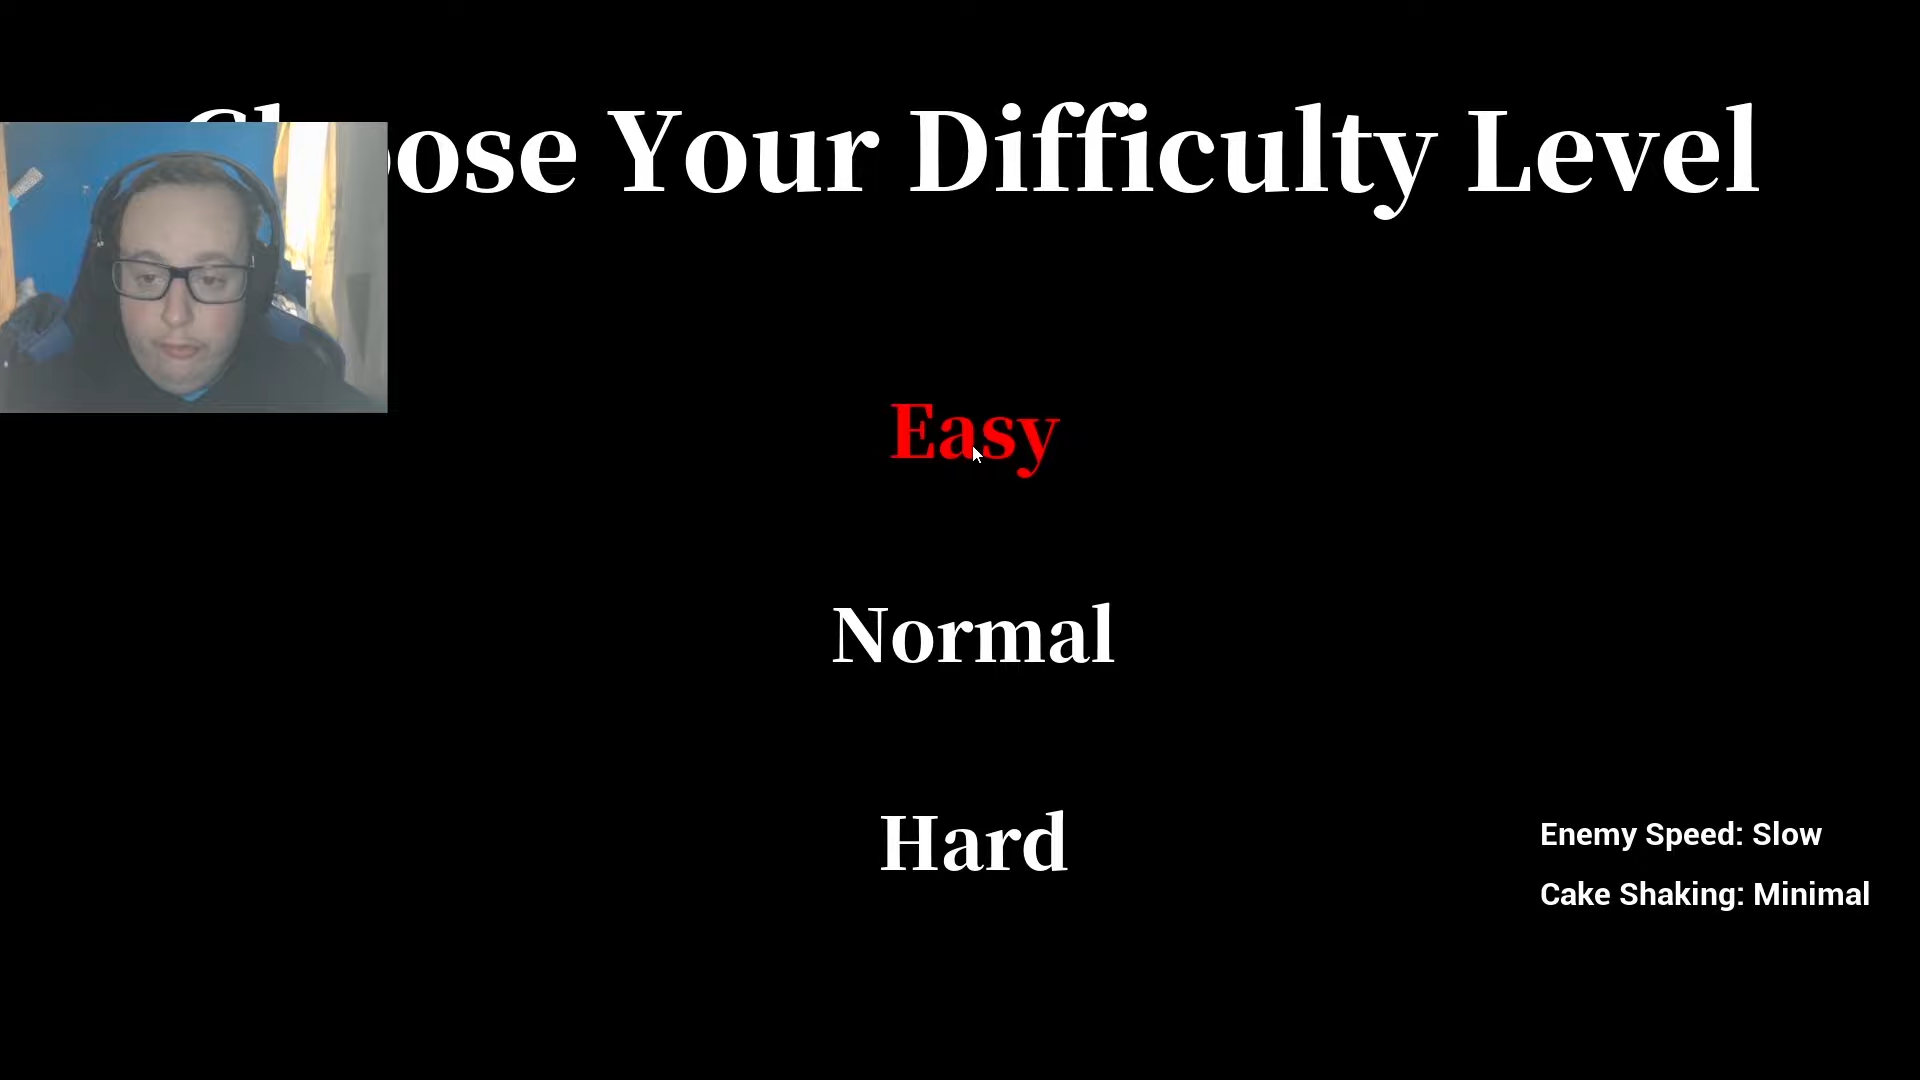 ose Your Difficulty Level
Easy
Normal
Hard
Enemy Speed: Slow
Cake Shaking: Minimal